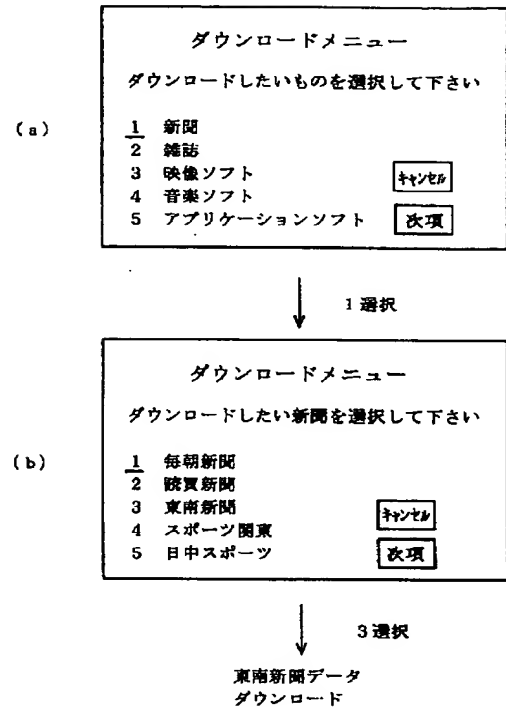 ダウンロードメニュー
ダウンロードしたいものを選択して下さい
(a)
1 新聞
2 雑誌
3 映像ソフト
4 音楽ソフト
5 アプリケーションソフト
キャンセル
次項
1選択
ダウンロードメニュー
ダウンロードしたい新聞を選択して下さい
(b)
1 毎朝新聞
2 読買新聞
3 東南新聞
4 スポーツ関東
5 日中スポーツ
キャンセル
次項
3選択
東南新聞データ
ダウンロード